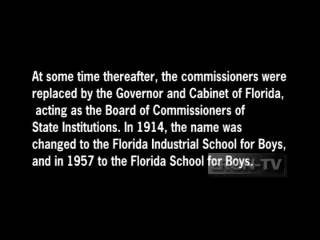 At some time thereafter, the commissioners were
replaced by the Governor and Cabinet of Florida,
acting as the Board of Commissioners of
State Institutions. In 1914, the name was
changed to the Florida Industrial School for Boys,
and in 1957 to the Florida School for Boys.